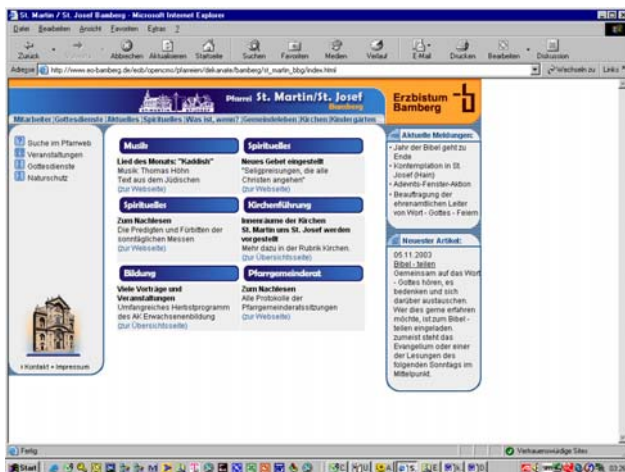 St. Martin / St. Josef Bamberg - Microsoft Internet Explorer
Datei Bearbeiten Ansicht Favoriten Extras ?
Zurück Abbrechen Aktualisieren Startseite Suchen Favoriten Medien Verlauf E-Mail Drucken Bearbeiten Diskussion
Adresse http://www.eo-bamberg.de/eob/opencms/pfarreien/dekanate/bamberg/st_martin_bbg/index.html Wechseln zu Links
Pfarrei St. Martin/St. Josef
Bamberg
Erzbistum
Bamberg
Mitarbeiter|Gottesdienste|Aktuelles|Spirituelles|Was ist, wenn?|Gemeindeleben|Kirchen|Kindergärten
Suche im Pfarrweb
Veranstaltungen
Gottesdienste
Naturschutz
Kontakt + Impressum
Musik
Lied des Monats: "Kaddish"
Musik: Thomas Höhn
Text aus dem Jüdischen
(zur Webseite)
Spirituelles
Neues Gebet eingestellt
"Seligpreisungen, die alle
Christen angehen"
(zur Webseite)
Spirituelles
Zum Nachlesen
Die Predigten und Fürbitten der
sonntäglichen Messen
(zur Webseite)
Kirchenführung
Innenräume der Kirchen
St. Martin uns St. Josef werden
vorgestellt
Mehr dazu in der Rubrik Kirchen.
(zur Übersichtsseite)
Bildung
Viele Vorträge und
Veranstaltungen
Umfangreiches Herbstprogramm
des AK Erwachsenenbildung
(zur Übersichtsseite)
Pfarrgemeinderat
Zum Nachlesen
Alle Protokolle der
Pfarrgemeinderatssitzungen
(zur Webseite)
Aktuelle Meldungen:
Jahr der Bibel geht zu
Ende
Kontemplation in St.
Josef (Hain)
Adevnts-Fenster-Aktion
Beauftragung der
ehrenamtlichen Leiter
von Wort - Gottes - Feiern
Neuester Artikel:
05.11.2003
Bibel - teilen
Gemeinsam auf das Wort
Gottes hören, es
bedenken und sich
darüber austauschen.
Wer dies gerne erfahren
möchte, ist zum Bibel -
teilen eingeladen.
zumeist steht das
Evangelium oder einer
der Lesungen des
folgenden Sonntags im
Mittelpunkt.
Fertig
Vertrauenswürdige Sites
Start